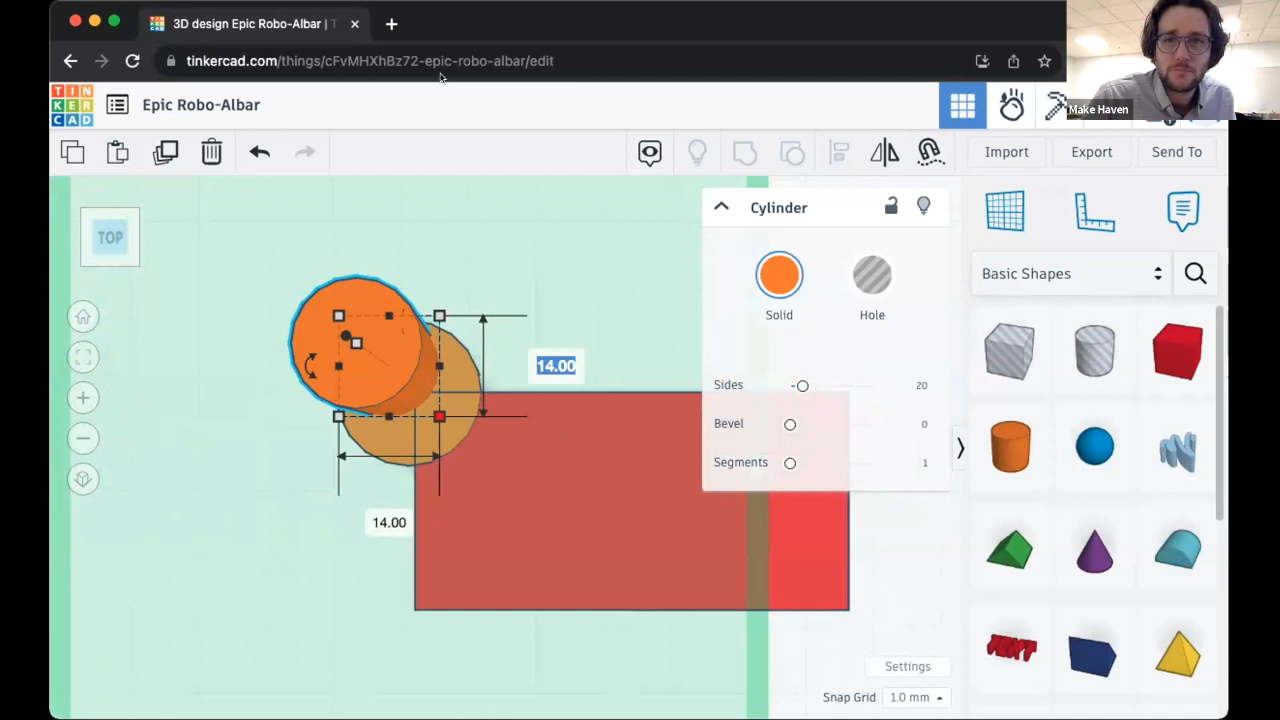 3D design Epic Robo-Albar | T
tinkercad.com/things/cFvMHXhBz72-epic-robo-albar/edit
Make Haven
TIN
KER
CAD
Epic Robo-Albar
Import
Export
Send To
TOP
Cylinder
Solid
Hole
Sides
20
Bevel
0
Segments
1
14.00
14.00
Basic Shapes
TEXT
Settings
Snap Grid
1.0 mm